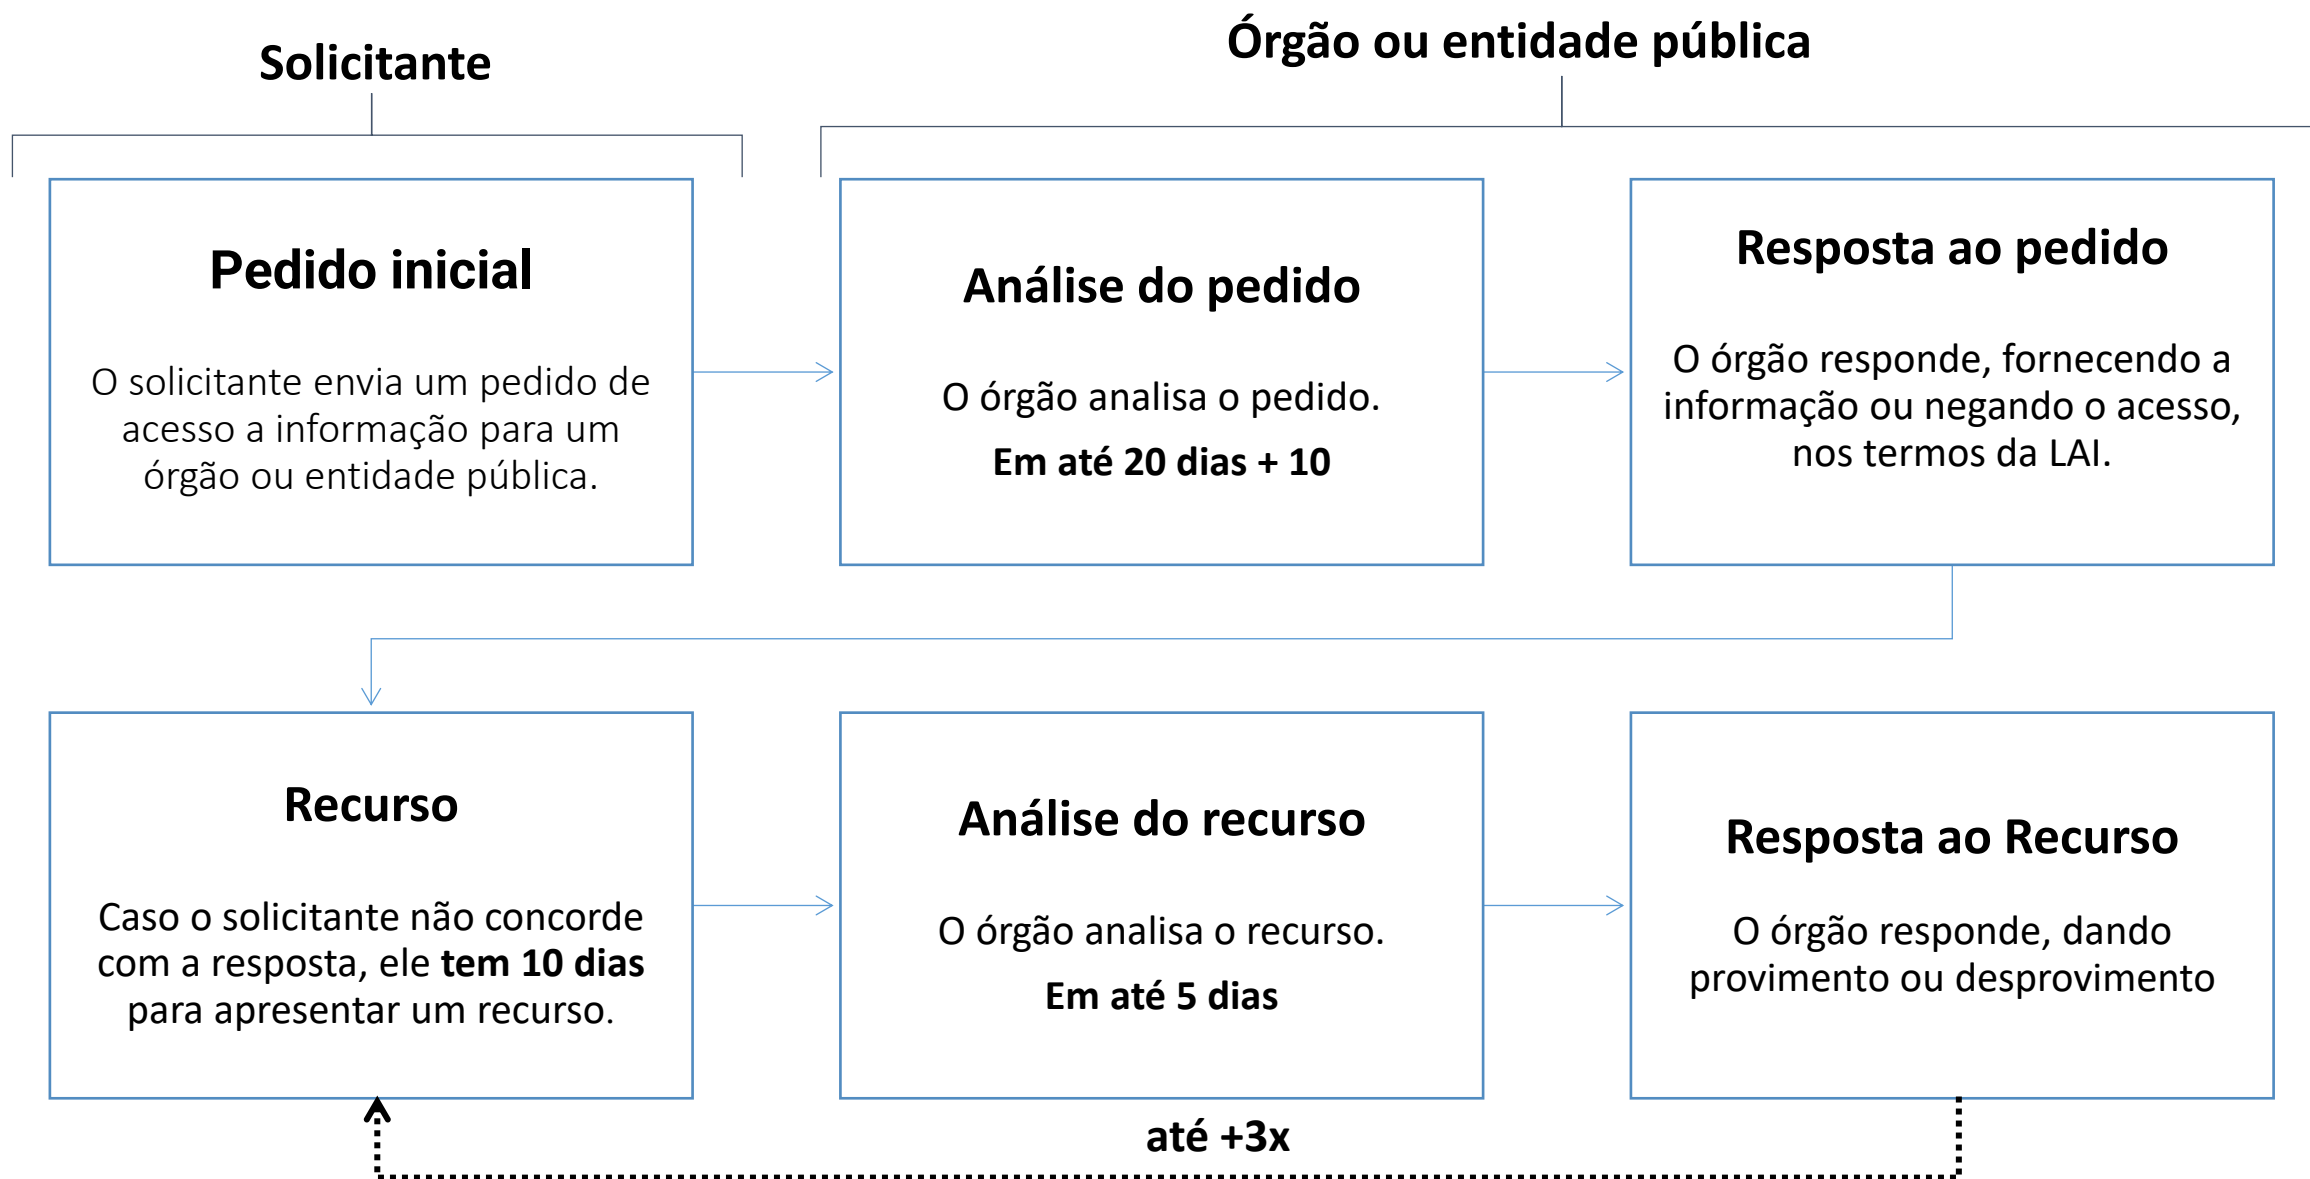 Solicitante
Órgão ou entidade pública
Pedido inicial
O solicitante envia um pedido de
acesso a informação para um
órgão ou entidade pública.
Análise do pedido
O órgão analisa o pedido.
Em até 20 dias + 10
Resposta ao pedido
O órgão responde, fornecendo a
informação ou negando o acesso,
nos termos da LAI.
Recurso
Caso o solicitante não concorde
com a resposta, ele tem 10 dias
para apresentar um recurso.
Análise do recurso
O órgão analisa o recurso.
Em até 5 dias
Resposta ao Recurso
O órgão responde, dando
provimento ou desprovimento
até +3x